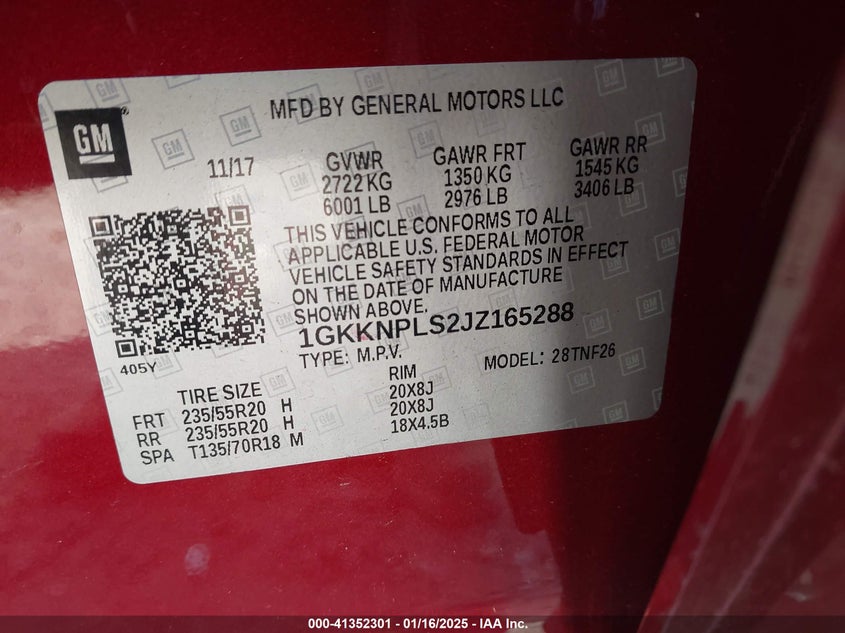 GM
MFD BY GENERAL MOTORS LLC
11/17
GVWR
2722 KG
6001 LB
GAWR FRT
1350 KG
2976 LB
GAWR RR
1545 KG
3406 LB
THIS VEHICLE CONFORMS TO ALL
APPLICABLE U.S. FEDERAL MOTOR
VEHICLE SAFETY STANDARDS IN EFFECT
ON THE DATE OF MANUFACTURE
SHOWN ABOVE.
1GKKNPLS2JZ165288
TYPE: M.P.V.
MODEL: 28TNF26
405Y
TIRE SIZE RIM
FRT 235/55R20 H 20X8J
RR 235/55R20 H 20X8J
SPA T135/70R18 M 18X4.5B
000-41352301 - 01/16/2025 - IAA Inc.